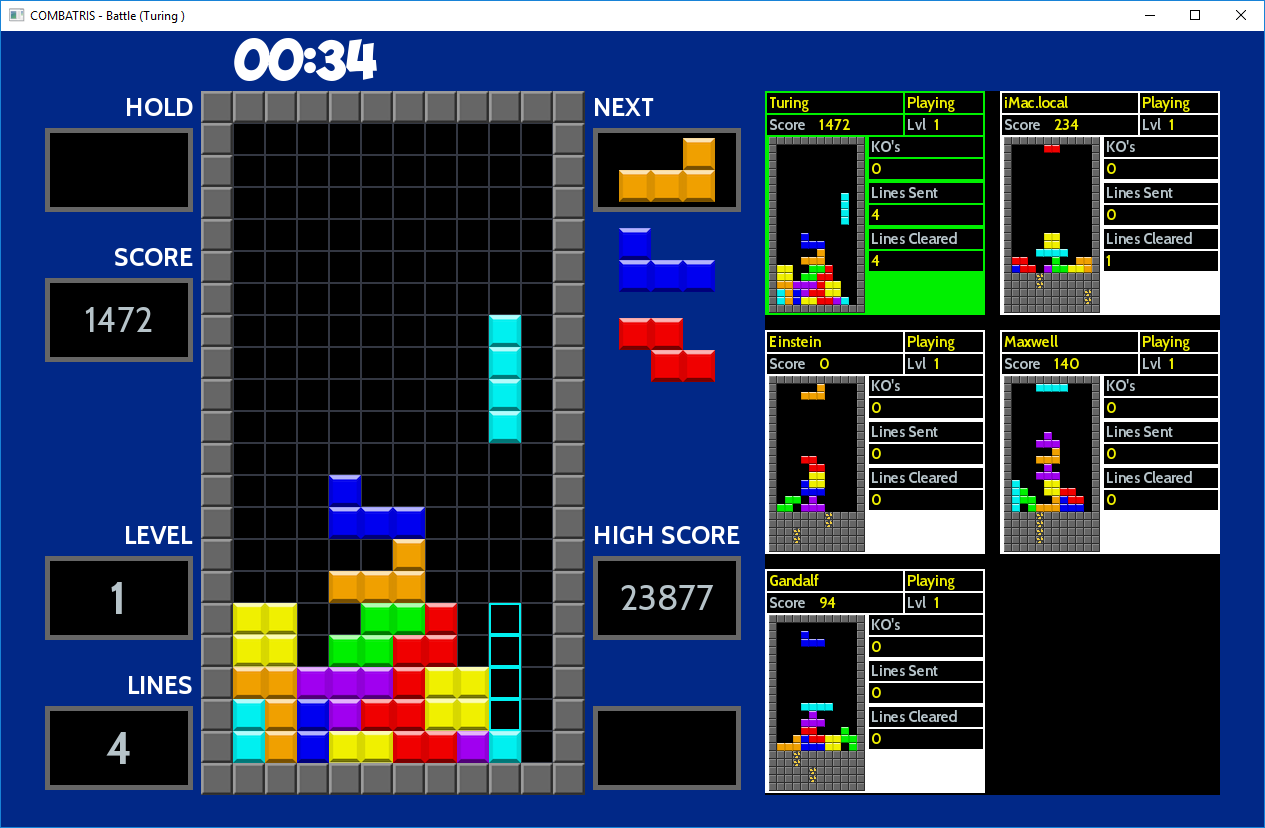 COMBATRIS - Battle (Turing )
00:34
HOLD
SCORE
1472
LEVEL
1
LINES
4
NEXT
HIGH SCORE
23877
Turing Playing
Score 1472 Lvl 1
KO's
0
Lines Sent
4
Lines Cleared
4
iMac.local Playing
Score 234 Lvl 1
KO's
0
Lines Sent
0
Lines Cleared
1
Einstein Playing
Score 0 Lvl 1
KO's
0
Lines Sent
0
Lines Cleared
0
Maxwell Playing
Score 140 Lvl 1
KO's
0
Lines Sent
0
Lines Cleared
0
Gandalf Playing
Score 94 Lvl 1
KO's
0
Lines Sent
0
Lines Cleared
0